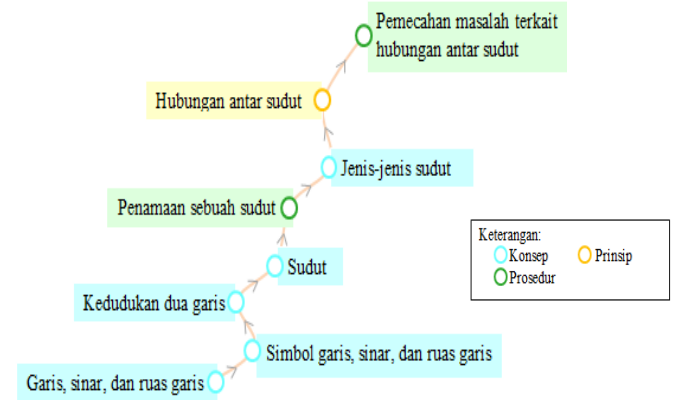 Pemecahan masalah terkait
hubungan antar sudut
Hubungan antar sudut
Jenis-jenis sudut
Penamaan sebuah sudut
Sudut
Kedudukan dua garis
Simbol garis, sinar, dan ruas garis
Garis, sinar, dan ruas garis
Keterangan:
Konsep Prinsip
Prosedur